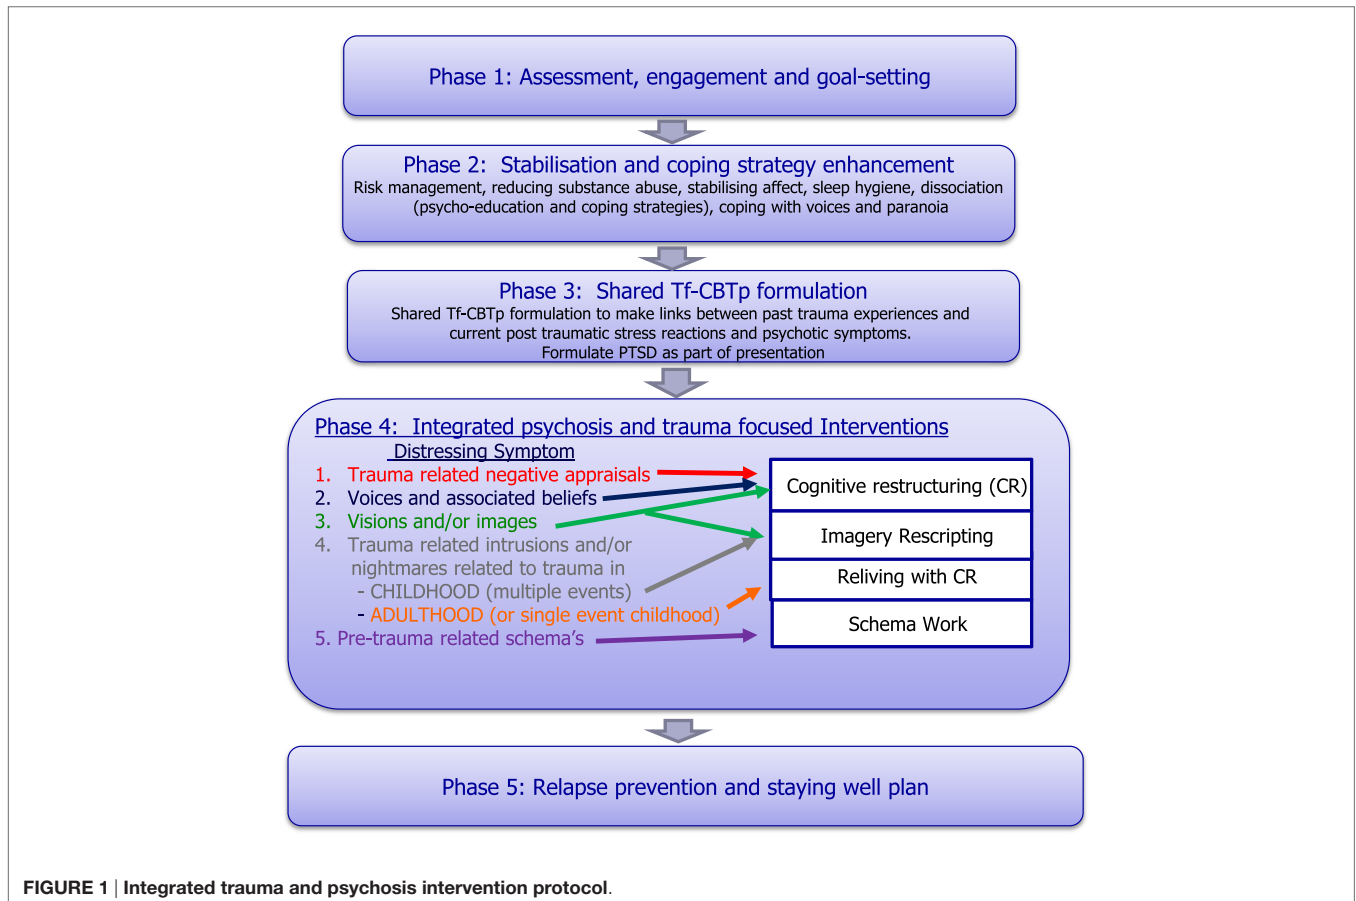 Phase 1: Assessment, engagement and goal-setting
Phase 2:  Stabilisation and coping strategy enhancement
Risk management, reducing substance abuse, stabilising affect, sleep hygiene, dissociation
(psycho-education and coping strategies), coping with voices and paranoia
Phase 3:  Shared Tf-CBTp formulation
Shared Tf-CBTp formulation to make links between past trauma experiences and
current post traumatic stress reactions and psychotic symptoms.
Formulate PTSD as part of presentation
Phase 4:  Integrated psychosis and trauma focused Interventions
Distressing Symptom
1.  Trauma related negative appraisals
2.  Voices and associated beliefs
3.  Visions and/or images
4.  Trauma related intrusions and/or
nightmares related to trauma in
- CHILDHOOD (multiple events)
- ADULTHOOD (or single event childhood)
5. Pre-trauma related schema's
Cognitive restructuring (CR)
Imagery Rescripting
Reliving with CR
Schema Work
Phase 5: Relapse prevention and staying well plan
FIGURE 1 | Integrated trauma and psychosis intervention protocol.